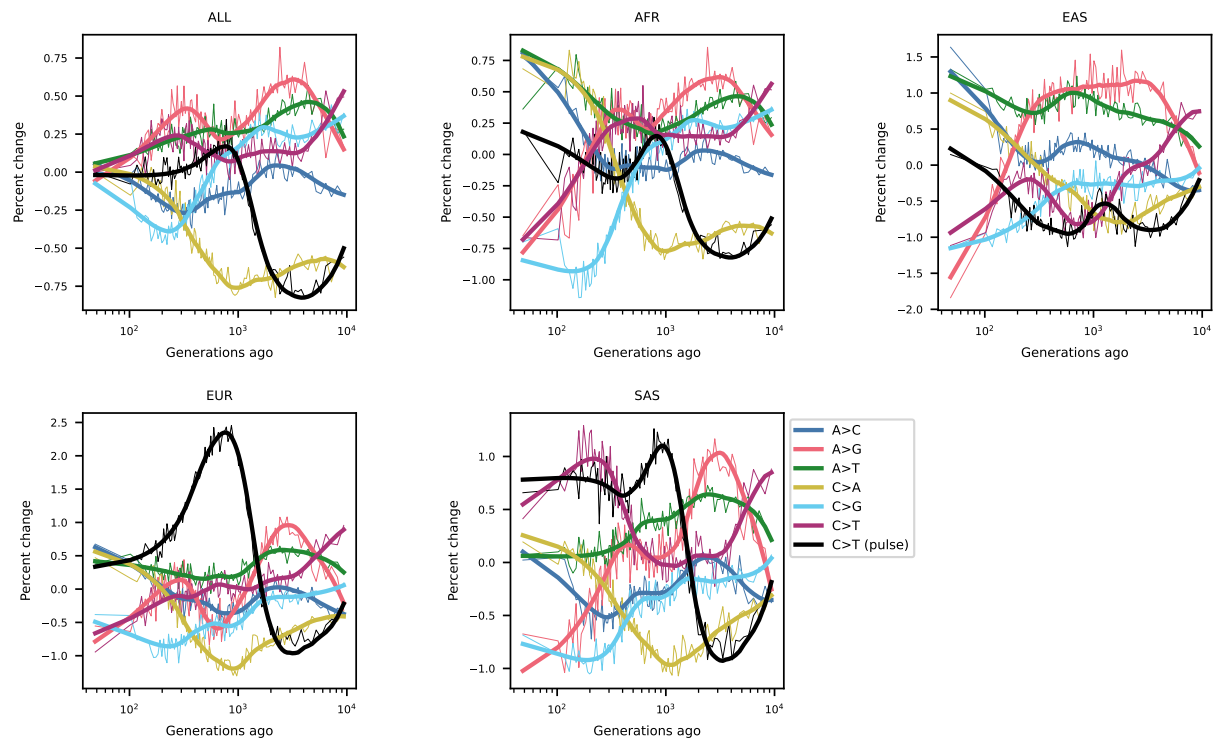 ALL
AFR
EAS
Percent change
0.75
0.50
0.25
0.00
−0.25
−0.50
−0.75
10² 10³ 10⁴
Generations ago
Percent change
0.75
0.50
0.25
0.00
−0.25
−0.50
−0.75
−1.00
10² 10³ 10⁴
Generations ago
Percent change
1.5
1.0
0.5
0.0
−0.5
−1.0
−1.5
−2.0
10² 10³ 10⁴
Generations ago
EUR
SAS
Percent change
2.5
2.0
1.5
1.0
0.5
0.0
−0.5
−1.0
10² 10³ 10⁴
Generations ago
Percent change
1.0
0.5
0.0
−0.5
−1.0
10² 10³ 10⁴
Generations ago
A>C
A>G
A>T
C>A
C>G
C>T
C>T (pulse)